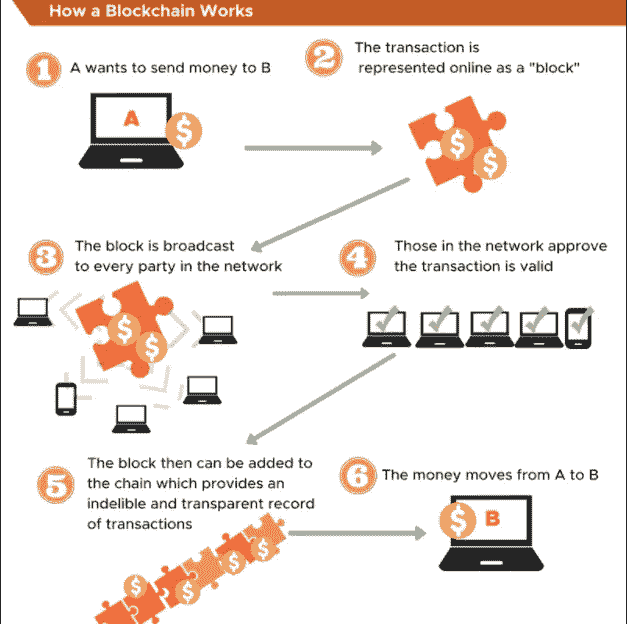 How a Blockchain Works
1
A wants to send money to B
A
$
2
The transaction is
represented online as a "block"
$
$
3
The block is broadcast
to every party in the network
$
$
4
Those in the network approve
the transaction is valid
5
The block then can be added to
the chain which provides an
indelible and transparent record
of transactions
$
$
$
$
6
The money moves from A to B
$
B